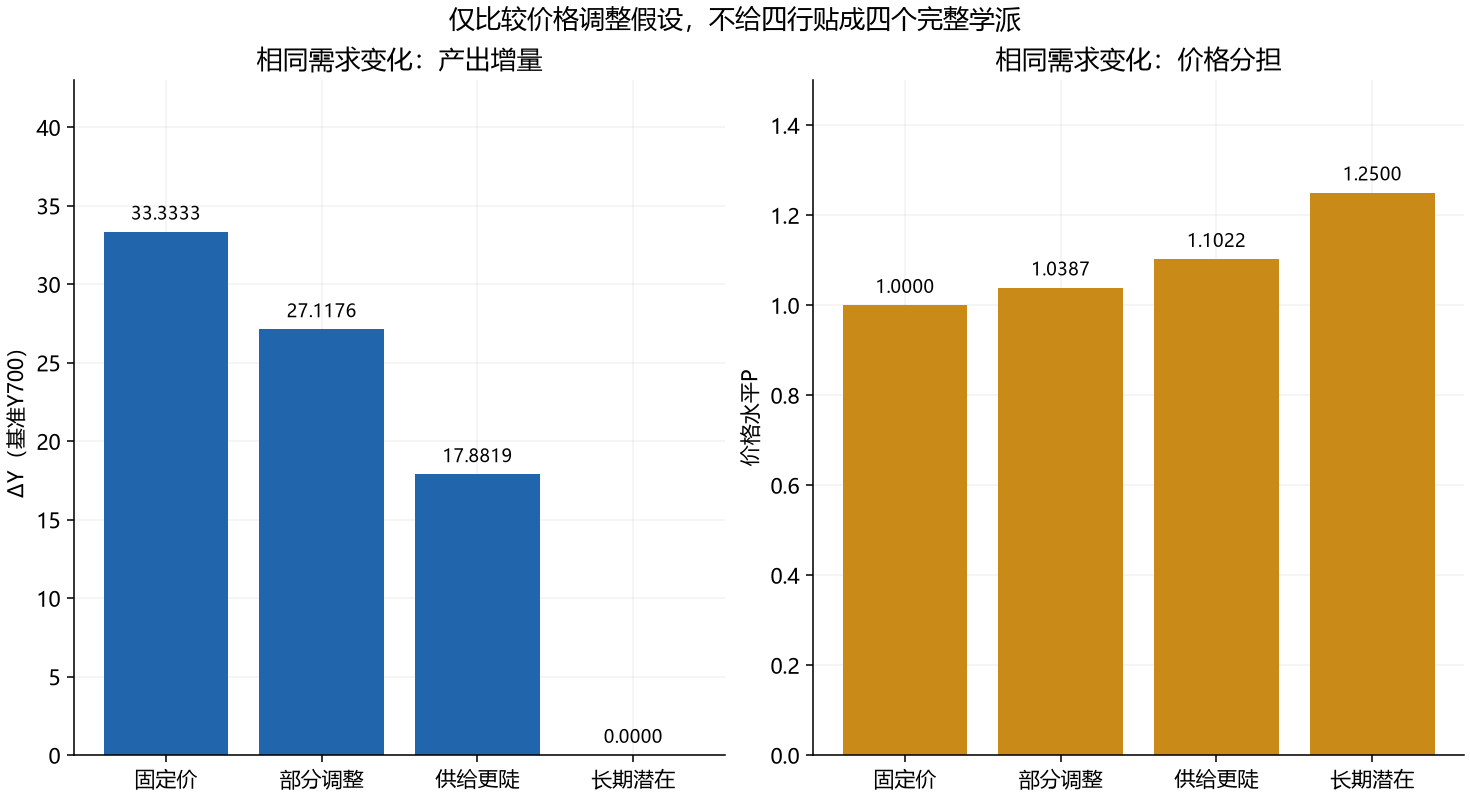 仅比较价格调整假设，不给四行贴成四个完整学派
相同需求变化：产出增量
ΔY（基准Y700）
40
35
30
25
20
15
10
5
0
33.3333
27.1176
17.8819
0.0000
固定价
部分调整
供给更陡
长期潜在
相同需求变化：价格分担
价格水平P
1.4
1.2
1.0
0.8
0.6
0.4
0.2
0.0
1.0000
1.0387
1.1022
1.2500
固定价
部分调整
供给更陡
长期潜在